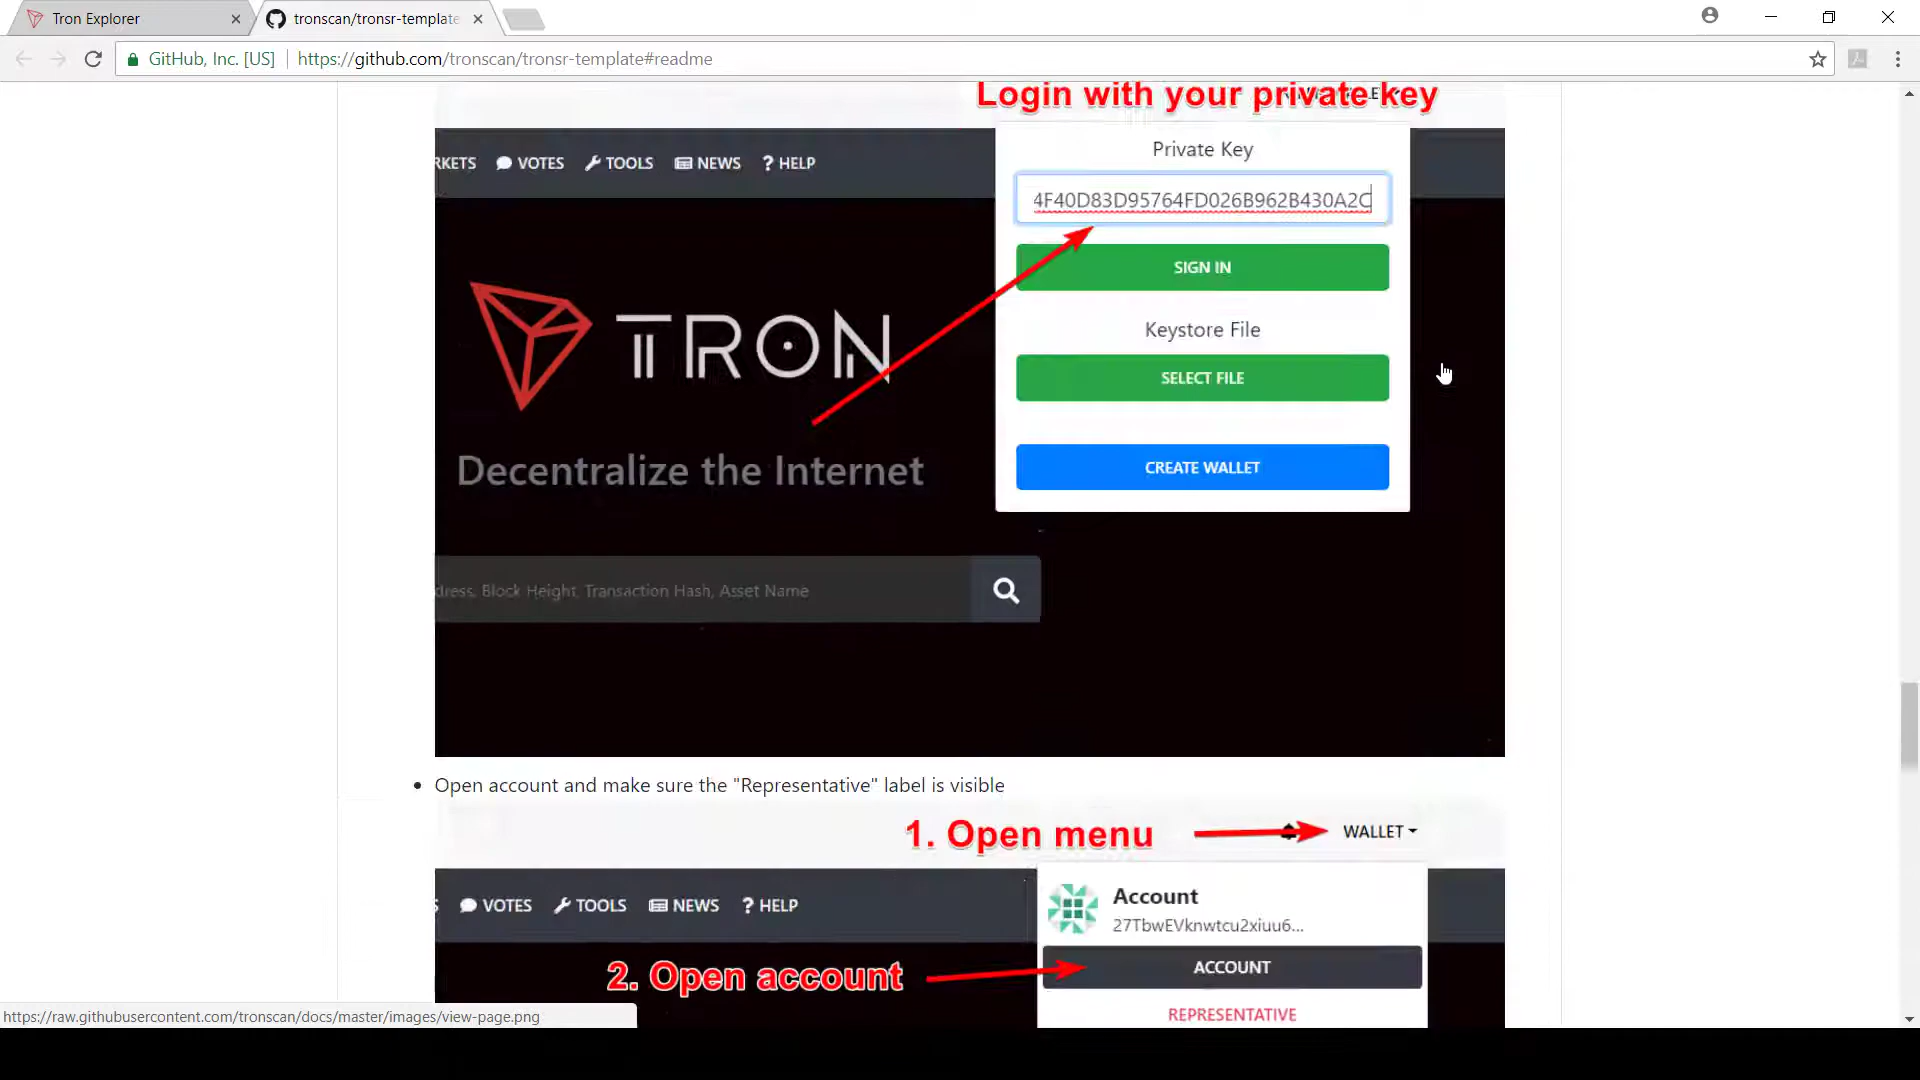 Tron Explorer
tronscan/tronsr-template
GitHub, Inc. [US]
https://github.com/tronscan/tronsr-template#readme
Login with your private key
Private Key
RKETS
VOTES
TOOLS
NEWS
? HELP
4F40D83D95764FD026B962B430A2C
SIGN IN
Keystore File
TRON
SELECT FILE
Decentralize the Internet
CREATE WALLET
dress, Block Height, Transaction Hash, Asset Name
• Open account and make sure the "Representative" label is visible
1. Open menu
WALLET
Account
S
VOTES
TOOLS
NEWS
? HELP
27TbwEVknwtcu2xiuu6...
2. Open account
ACCOUNT
REPRESENTATIVE
https://raw.githubusercontent.com/tronscan/docs/master/images/view-page.png